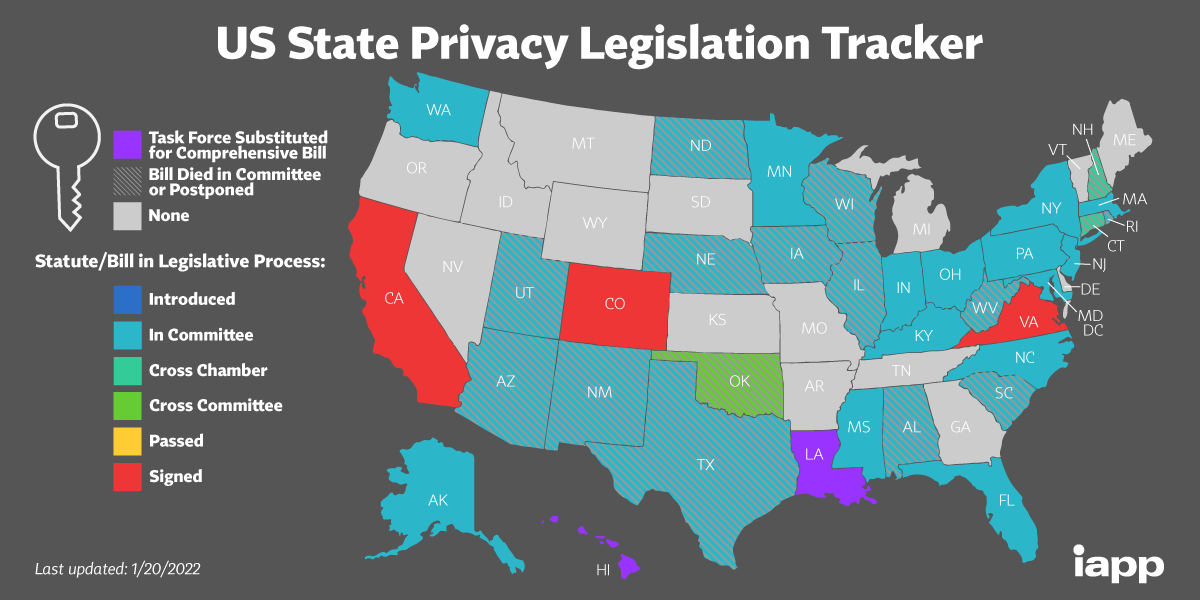 US State Privacy Legislation Tracker
Task Force Substituted
for Comprehensive Bill
Bill Died in Committee
or Postponed
None
Statute/Bill in Legislative Process:
Introduced
In Committee
Cross Chamber
Cross Committee
Passed
Signed
Last updated: 1/20/2022
WA
MT
ND
MN
OR
ID
WY
SD
WI
MI
NH
VT
ME
NY
MA
RI
CT
NV
UT
NE
IA
IL
IN
OH
PA
NJ
DE
MD
DC
WV
VA
CA
CO
KS
MO
KY
NC
TN
AZ
NM
OK
AR
SC
MS
AL
GA
TX
LA
FL
AK
HI
iapp